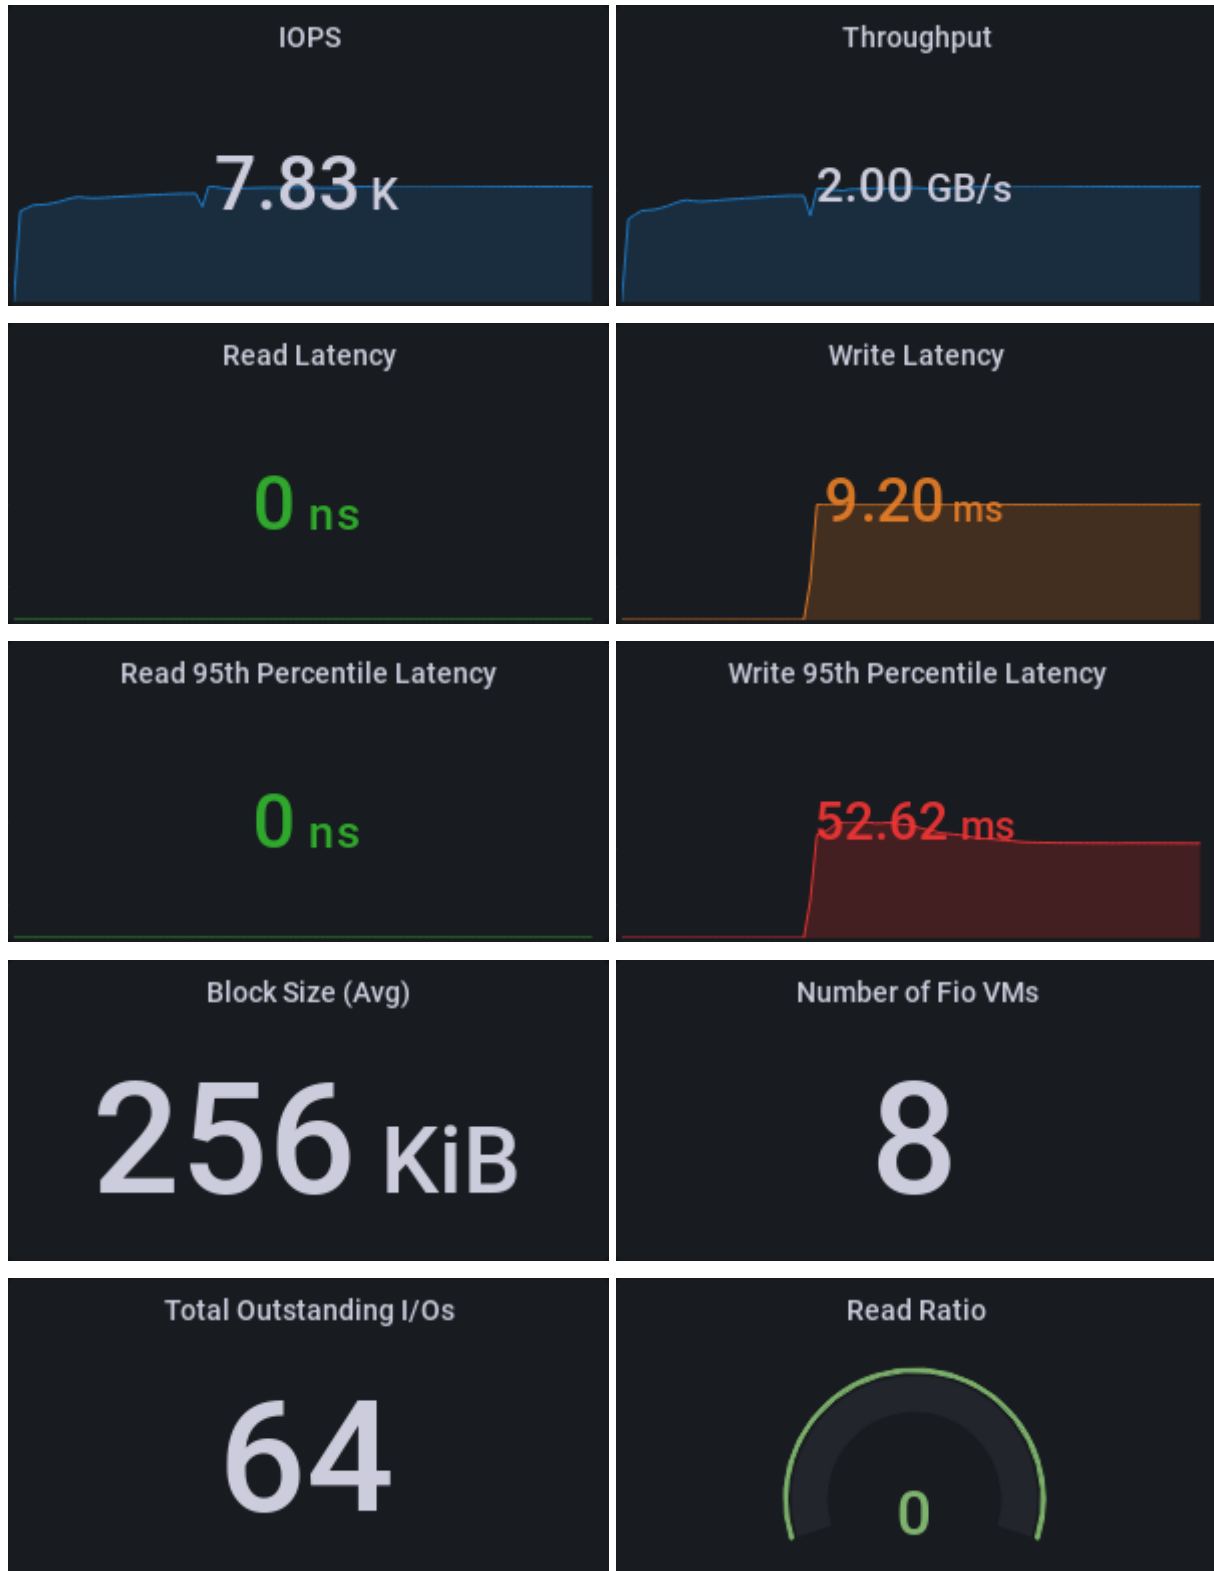 IOPS
7.83 K
Throughput
2.00 GB/s
Read Latency
0 ns
Write Latency
9.20 ms
Read 95th Percentile Latency
0 ns
Write 95th Percentile Latency
52.62 ms
Block Size (Avg)
256 KiB
Number of Fio VMs
8
Total Outstanding I/Os
64
Read Ratio
0